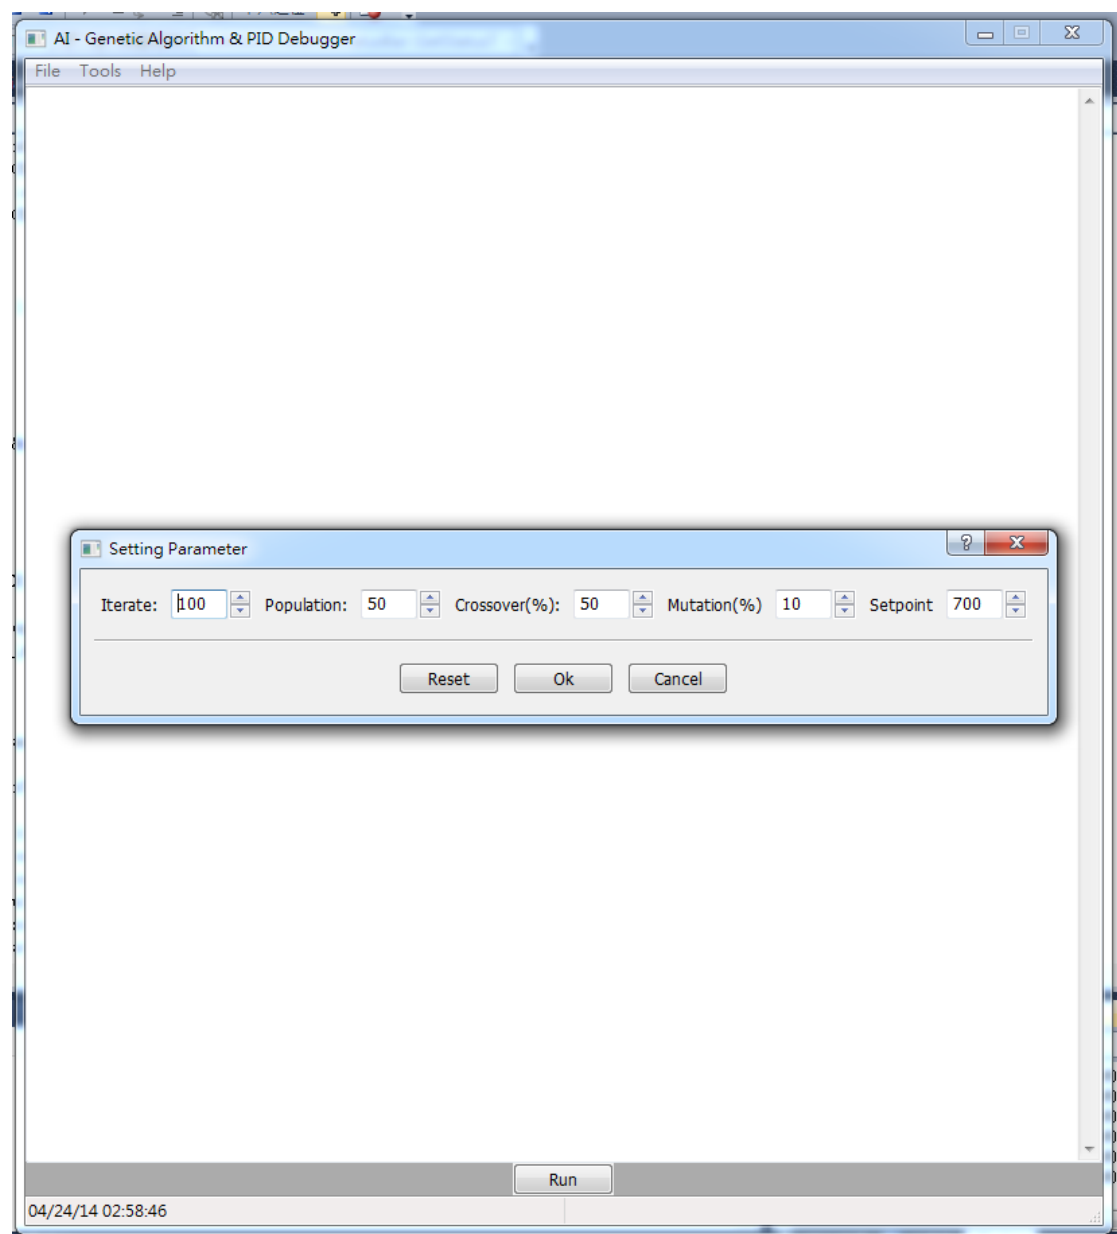 AI - Genetic Algorithm & PID Debugger
File Tools Help
Setting Parameter
Iterate: 100 Population: 50 Crossover(%): 50 Mutation(%) 10 Setpoint 700
Reset Ok Cancel
Run
04/24/14 02:58:46